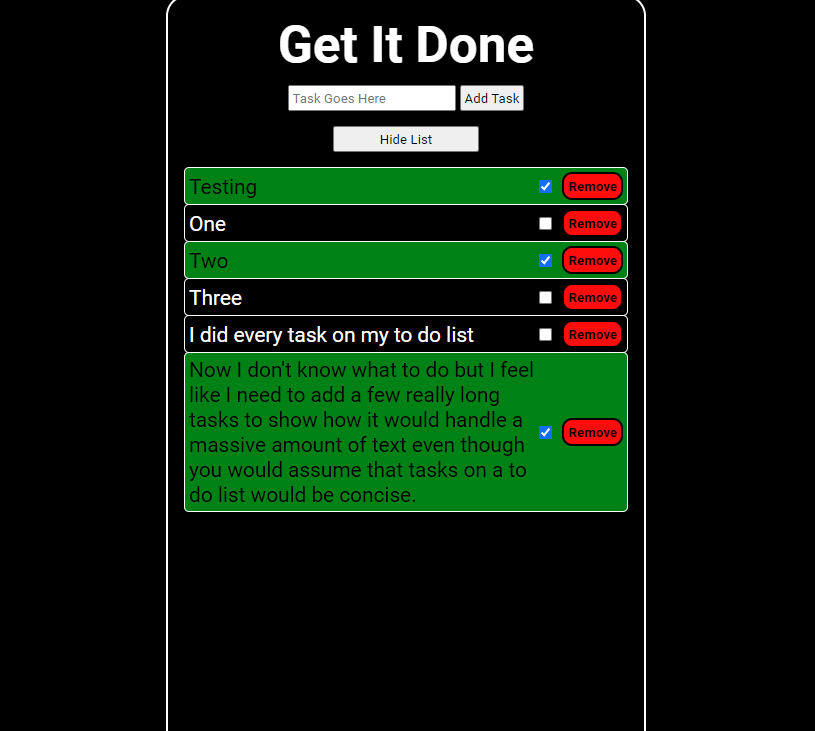 Get It Done
Task Goes Here Add Task
Hide List
Testing Remove
One Remove
Two Remove
Three Remove
I did every task on my to do list Remove
Now I don't know what to do but I feel
like I need to add a few really long
tasks to show how it would handle a
massive amount of text even though Remove
you would assume that tasks on a to
do list would be concise.